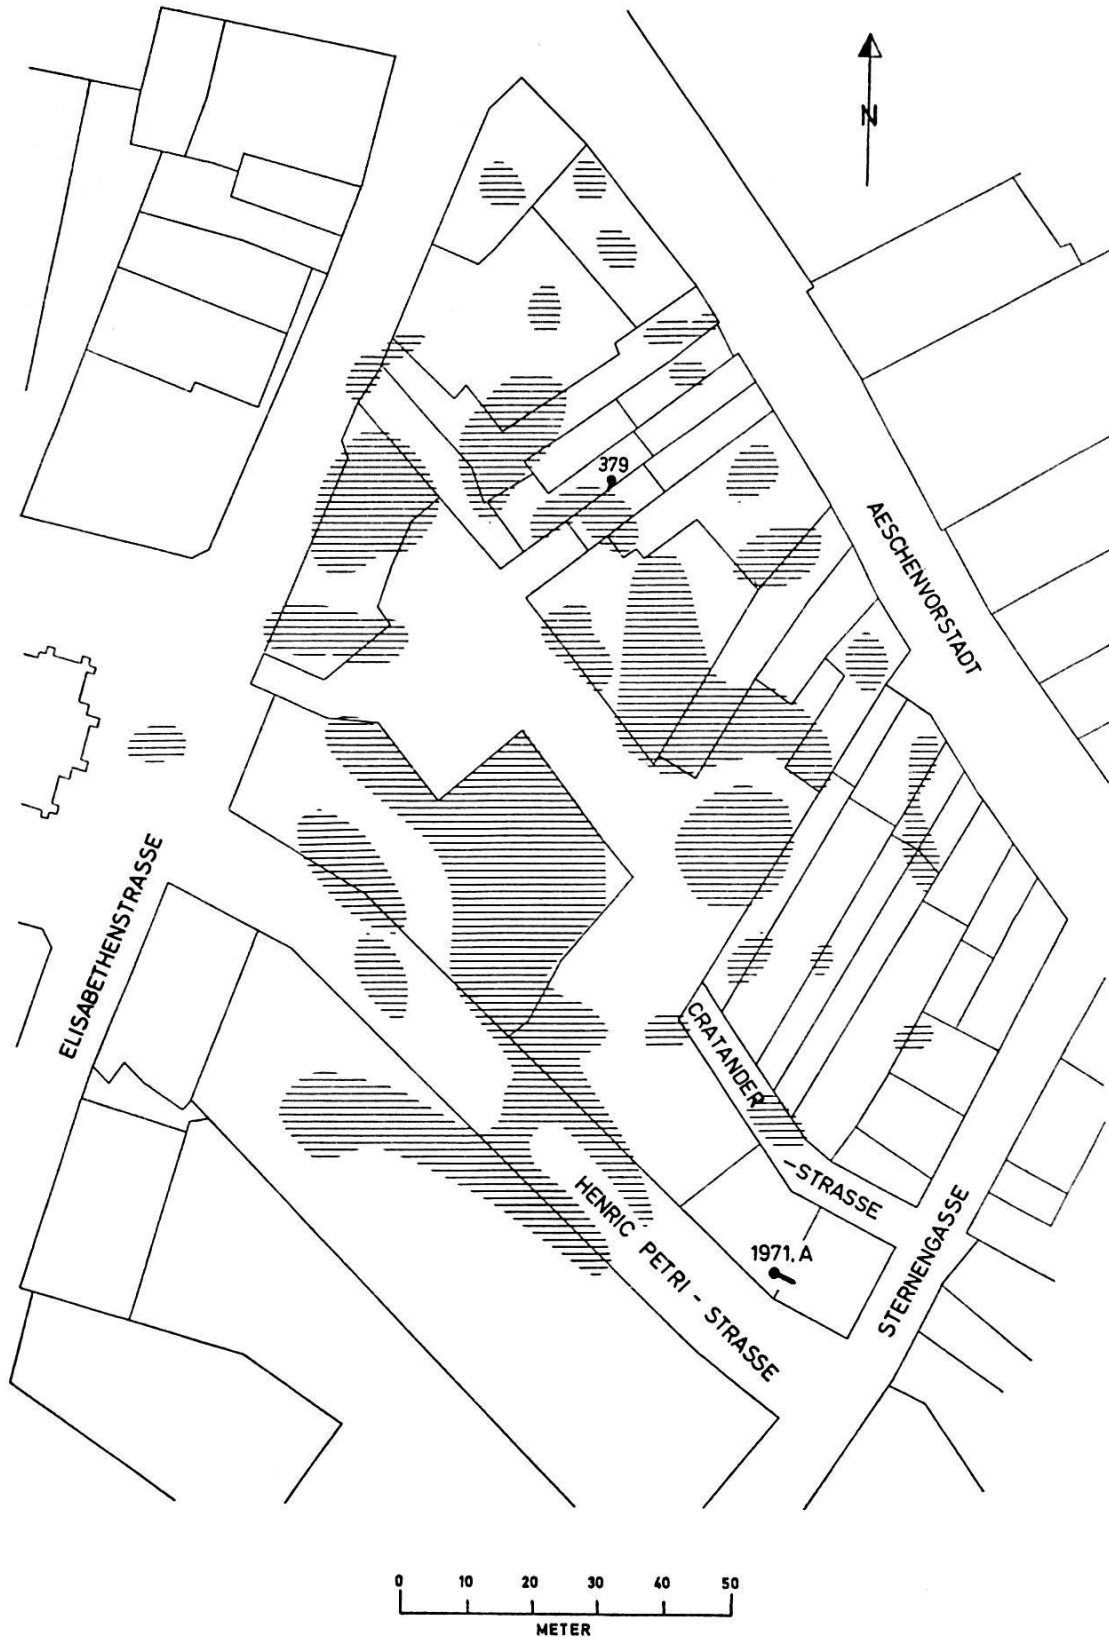 N
379
AESCHENVORSTADT
ELISABETHENSTRASSE
CRATANDER
-STRASSE
HENRIC PETRI - STRASSE
1971.A
STERNENGASSE
0 10 20 30 40 50
METER